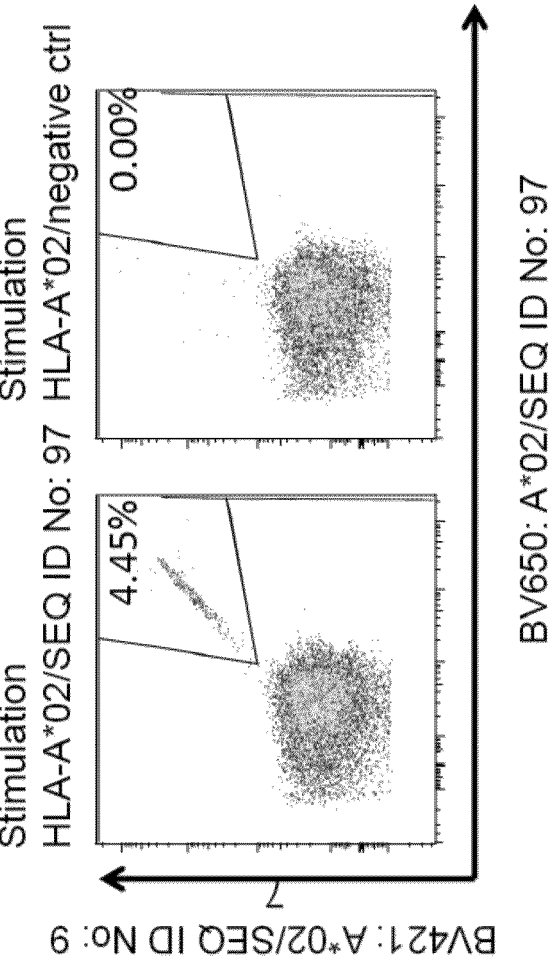 Stimulation
HLA-A*02/SEQ ID No: 97
Stimulation
HLA-A*02/negative ctrl
4.45%
0.00%
BV421: A*02/SEQ ID No: 9
7
BV650: A*02/SEQ ID No: 97